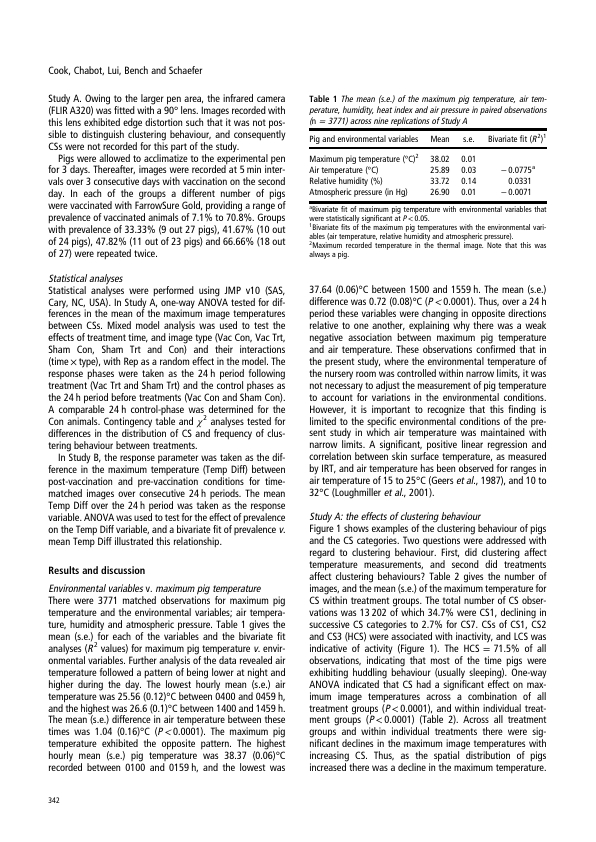 Cook, Chabot, Lui, Bench and Schaefer
Study A. Owing to the larger pen area, the infrared camera
(FLIR A320) was fitted with a 90° lens. Images recorded with
this lens exhibited edge distortion such that it was not pos-
sible to distinguish clustering behaviour, and consequently
CSs were not recorded for this part of the study.
Pigs were allowed to acclimatize to the experimental pen
for 3 days. Thereafter, images were recorded at 5 min inter-
vals over 3 consecutive days with vaccination on the second
day. In each of the groups a different number of pigs
were vaccinated with FarrowSure Gold, providing a range of
prevalence of vaccinated animals of 7.1% to 70.8%. Groups
with prevalence of 33.33% (9 out 27 pigs), 41.67% (10 out
of 24 pigs), 47.82% (11 out of 23 pigs) and 66.66% (18 out
of 27) were repeated twice.
Statistical analyses
Statistical analyses were performed using JMP v10 (SAS,
Cary, NC, USA). In Study A, one-way ANOVA tested for dif-
ferences in the mean of the maximum image temperatures
between CSs. Mixed model analysis was used to test the
effects of treatment time, and image type (Vac Con, Vac Trt,
Sham Con, Sham Trt and Con) and their interactions
(time × type), with Rep as a random effect in the model. The
response phases were taken as the 24 h period following
treatment (Vac Trt and Sham Trt) and the control phases as
the 24 h period before treatments (Vac Con and Sham Con).
A comparable 24 h control-phase was determined for the
Con animals. Contingency table and χ² analyses tested for
differences in the distribution of CS and frequency of clus-
tering behaviour between treatments.
In Study B, the response parameter was taken as the dif-
ference in the maximum temperature (Temp Diff) between
post-vaccination and pre-vaccination conditions for time-
matched images over consecutive 24 h periods. The mean
Temp Diff over the 24 h period was taken as the response
variable. ANOVA was used to test for the effect of prevalence
on the Temp Diff variable, and a bivariate fit of prevalence v.
mean Temp Diff illustrated this relationship.
Results and discussion
Environmental variables v. maximum pig temperature
There were 3771 matched observations for maximum pig
temperature and the environmental variables; air tempera-
ture, humidity and atmospheric pressure. Table 1 gives the
mean (s.e.) for each of the variables and the bivariate fit
analyses (R² values) for maximum pig temperature v. envir-
onmental variables. Further analysis of the data revealed air
temperature followed a pattern of being lower at night and
higher during the day. The lowest hourly mean (s.e.) air
temperature was 25.56 (0.12)°C between 0400 and 0459 h,
and the highest was 26.6 (0.1)°C between 1400 and 1459 h.
The mean (s.e.) difference in air temperature between these
times was 1.04 (0.16)°C (P < 0.0001). The maximum pig
temperature exhibited the opposite pattern. The highest
hourly mean (s.e.) pig temperature was 38.37 (0.06)°C
recorded between 0100 and 0159 h, and the lowest was
Table 1 The mean (s.e.) of the maximum pig temperature, air tem-
perature, humidity, heat index and air pressure in paired observations
(n = 3771) across nine replications of Study A
Pig and environmental variables Mean s.e. Bivariate fit (R²)¹
Maximum pig temperature (°C)² 38.02 0.01
Air temperature (°C) 25.89 0.03 −0.0775ᵃ
Relative humidity (%) 33.72 0.14 0.0331
Atmospheric pressure (in Hg) 26.90 0.01 −0.0071
ᵃBivariate fit of maximum pig temperature with environmental variables that
were statistically significant at P < 0.05.
¹Bivariate fits of the maximum pig temperatures with the environmental vari-
ables (air temperature, relative humidity and atmospheric pressure).
²Maximum recorded temperature in the thermal image. Note that this was
always a pig.
37.64 (0.06)°C between 1500 and 1559 h. The mean (s.e.)
difference was 0.72 (0.08)°C (P < 0.0001). Thus, over a 24 h
period these variables were changing in opposite directions
relative to one another, explaining why there was a weak
negative association between maximum pig temperature
and air temperature. These observations confirmed that in
the present study, where the environmental temperature of
the nursery room was controlled within narrow limits, it was
not necessary to adjust the measurement of pig temperature
to account for variations in the environmental conditions.
However, it is important to recognize that this finding is
limited to the specific environmental conditions of the pre-
sent study in which air temperature was maintained with
narrow limits. A significant, positive linear regression and
correlation between skin surface temperature, as measured
by IRT, and air temperature has been observed for ranges in
air temperature of 15 to 25°C (Geers et al., 1987), and 10 to
32°C (Loughmiller et al., 2001).
Study A: the effects of clustering behaviour
Figure 1 shows examples of the clustering behaviour of pigs
and the CS categories. Two questions were addressed with
regard to clustering behaviour. First, did clustering affect
temperature measurements, and second did treatments
affect clustering behaviours? Table 2 gives the number of
images, and the mean (s.e.) of the maximum temperature for
CS within treatment groups. The total number of CS obser-
vations was 13 202 of which 34.7% were CS1, declining in
successive CS categories to 2.7% for CS7. CSs of CS1, CS2
and CS3 (HCS) were associated with inactivity, and LCS was
indicative of activity (Figure 1). The HCS = 71.5% of all
observations, indicating that most of the time pigs were
exhibiting huddling behaviour (usually sleeping). One-way
ANOVA indicated that CS had a significant effect on max-
imum image temperatures across a combination of all
treatment groups (P < 0.0001), and within individual treat-
ment groups (P < 0.0001) (Table 2). Across all treatment
groups and within individual treatments there were sig-
nificant declines in the maximum image temperatures with
increasing CS. Thus, as the spatial distribution of pigs
increased there was a decline in the maximum temperature.
342